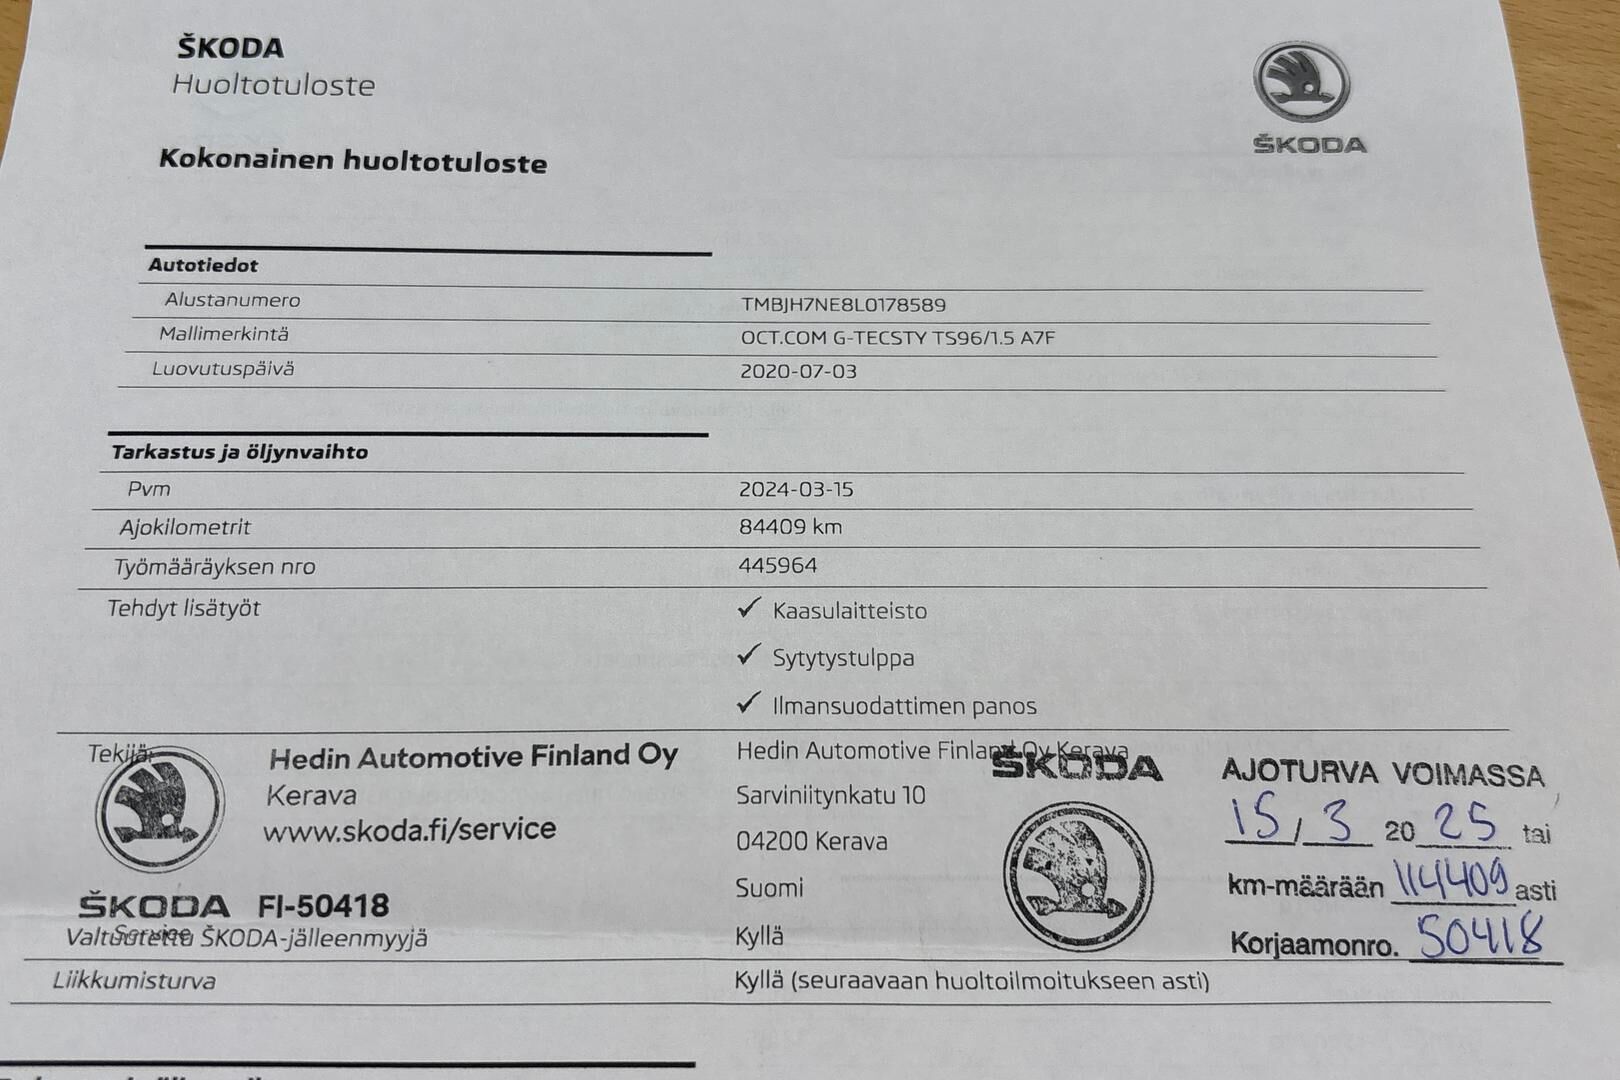 ŠKODA
Huoltotuloste
ŠKODA
Kokonainen huoltotuloste
Autotiedot
Alustanumero TMBJH7NE8L0178589
Mallimerkintä OCT.COM G-TECSTY TS96/1.5 A7F
Luovutuspäivä 2020-07-03
Tarkastus ja öljynvaihto
Pvm 2024-03-15
Ajokilometrit 84409 km
Työmääräyksen nro 445964
Tehdyt lisätyöt ✓ Kaasulaitteisto
✓ Sytytystulppa
✓ Ilmansuodattimen panos
Tekijä: Hedin Automotive Finland Oy Kerava
Sarviniitynkatu 10
04200 Kerava
Suomi
Hedin Automotive Finland Oy
Kerava
www.skoda.fi/service
ŠKODA FI-50418
Service
ŠKODA
AJOTURVA VOIMASSA
15/3 2025 tai
km-määrään 114409 asti
Korjaamonro. 50418
Valtuutettu ŠKODA-jälleenmyyjä Kyllä
Liikkumisturva Kyllä (seuraavaan huoltoilmoitukseen asti)